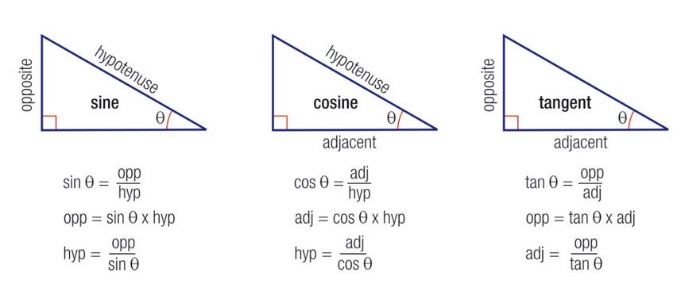 opposite
hypotenuse
sine
θ
sin θ = opp/hyp
opp = sin θ x hyp
hyp = opp/sin θ
hypotenuse
cosine
θ
adjacent
cos θ = adj/hyp
adj = cos θ x hyp
hyp = adj/cos θ
opposite
tangent
θ
adjacent
tan θ = opp/adj
opp = tan θ x adj
adj = opp/tan θ